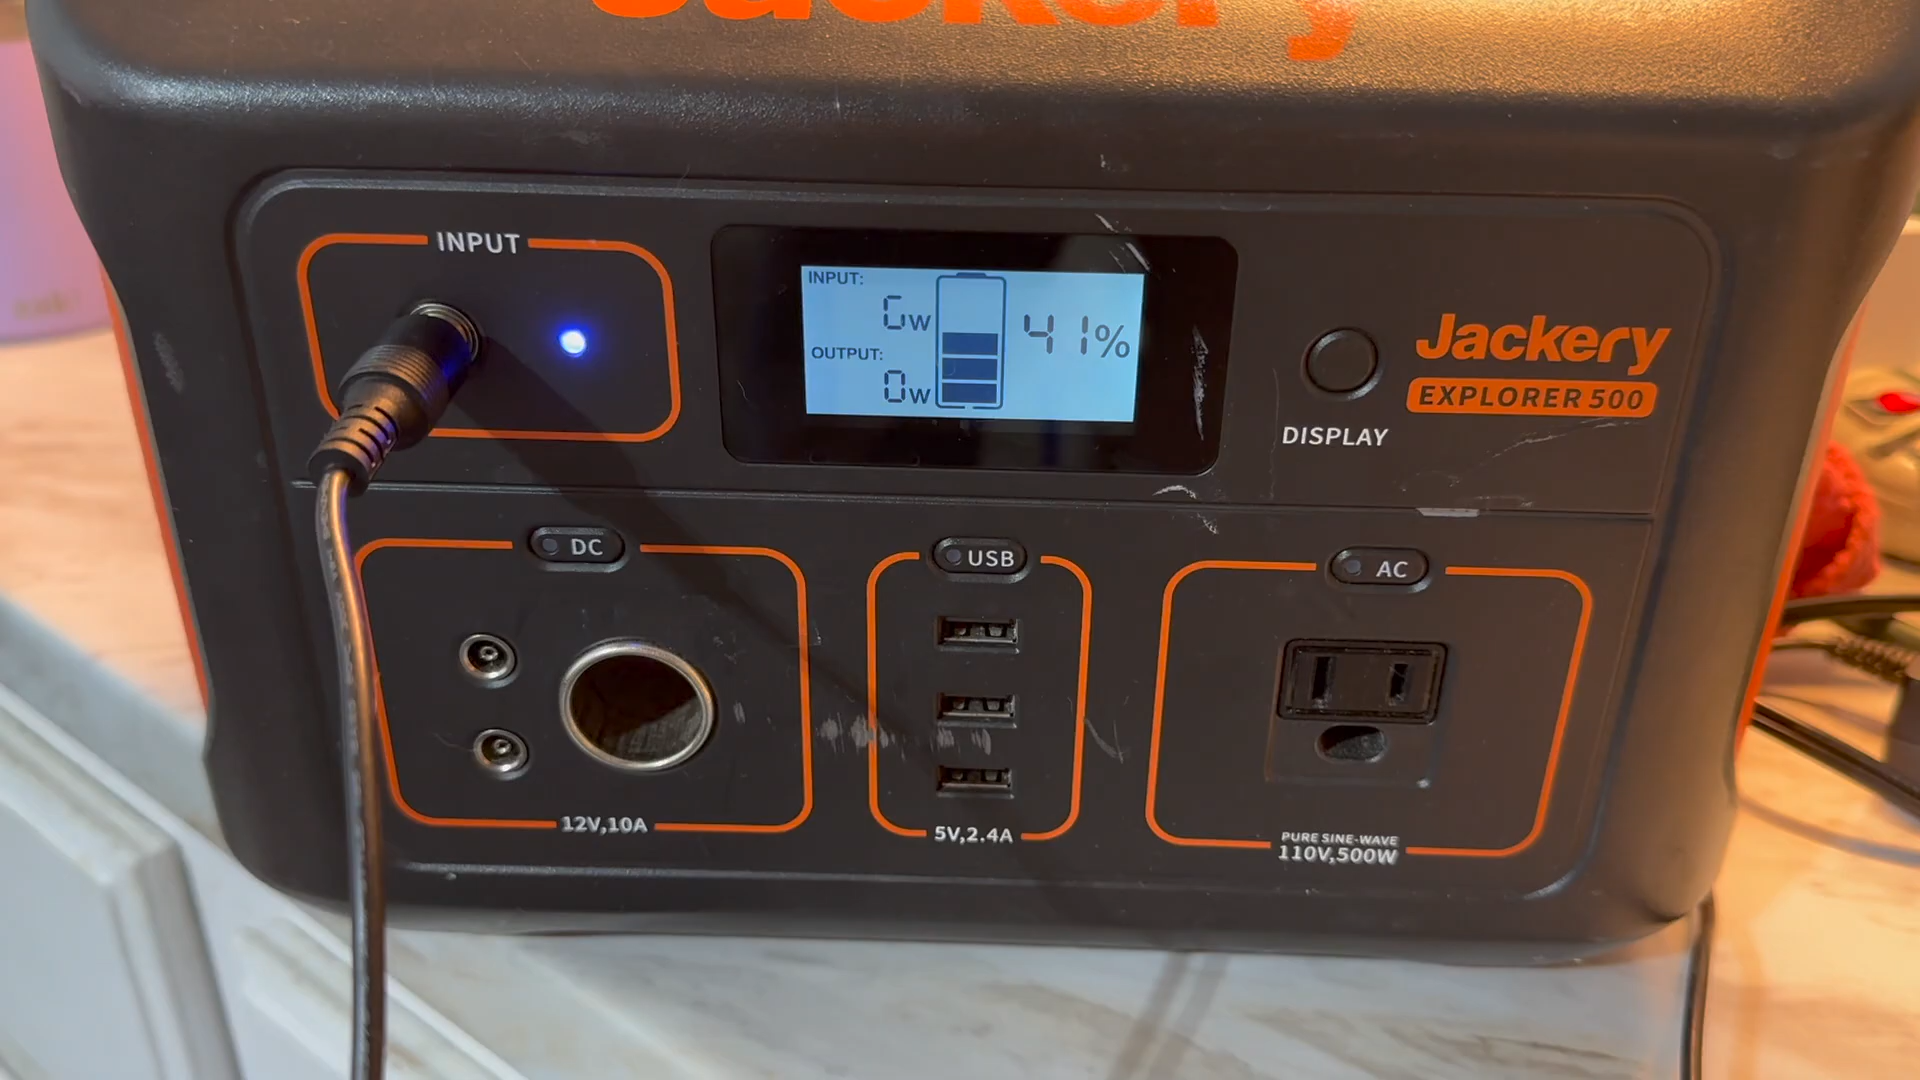 Jackery
INPUT
INPUT:
W
41%
OUTPUT:
0W
Jackery
EXPLORER 500
DISPLAY
DC
USB
AC
12V,10A
5V,2.4A
PURE SINE-WAVE
110V,500W